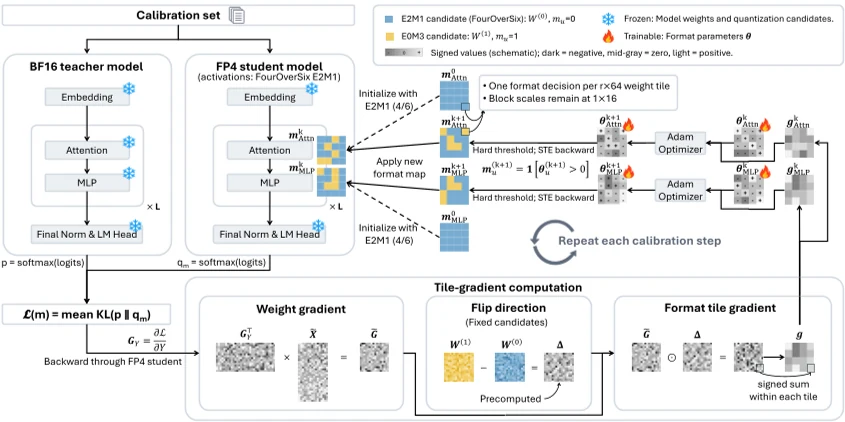 Calibration set
BF16 teacher model
Embedding
Attention
MLP
× L
Final Norm & LM Head
p = softmax(logits)
FP4 student model
(activations: FourOverSix E2M1)
Embedding
Attention
MLP
× L
Final Norm & LM Head
qₘ = softmax(logits)
m^k_Attn
m^k_MLP
E2M1 candidate (FourOverSix): W⁽⁰⁾, mᵤ=0
E0M3 candidate: W⁽¹⁾, mᵤ=1
Signed values (schematic); dark = negative, mid-gray = zero, light = positive.
Frozen: Model weights and quantization candidates.
Trainable: Format parameters θ
Initialize with
E2M1 (4/6)
m^0_Attn
• One format decision per r×64 weight tile
• Block scales remain at 1×16
m^{k+1}_Attn
Hard threshold; STE backward
θ^{k+1}_Attn
Adam
Optimizer
θ^k_Attn
g^k_Attn
Apply new
format map
m^{k+1}_MLP
mᵤ^(k+1) = 1[θᵤ^(k+1) > 0]
Hard threshold; STE backward
θ^{k+1}_MLP
Adam
Optimizer
θ^k_MLP
g^k_MLP
Initialize with
E2M1 (4/6)
m^0_MLP
Repeat each calibration step
ℒ(m) = mean KL(p ∥ qₘ)
G_Y = ∂ℒ/∂Y
Backward through FP4 student
Tile-gradient computation
Weight gradient
G_Y^⊤ × X̃ = G̃
Flip direction
(Fixed candidates)
W⁽¹⁾ − W⁽⁰⁾ = Δ
Precomputed
Format tile gradient
G̃ ⊙ Δ = g
signed sum
within each tile